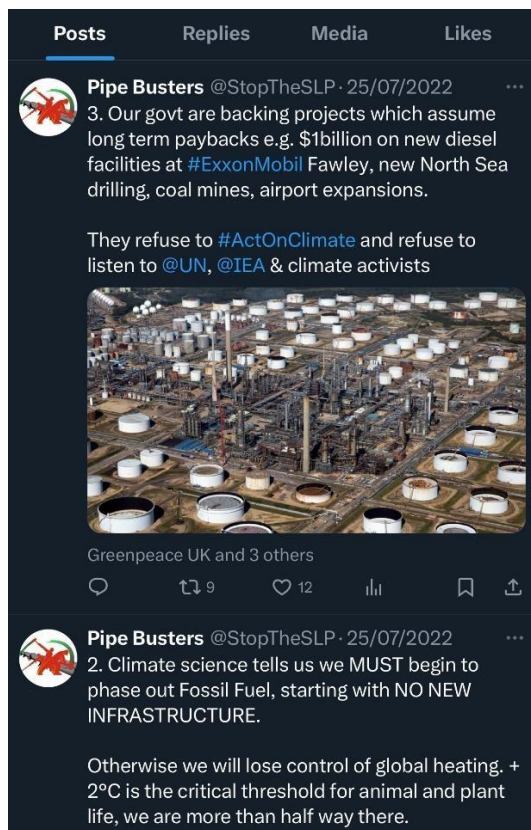 Posts Replies Media Likes
Pipe Busters @StopTheSLP · 25/07/2022 ···
3. Our govt are backing projects which assume
long term paybacks e.g. $1billion on new diesel
facilities at #ExxonMobil Fawley, new North Sea
drilling, coal mines, airport expansions.
They refuse to #ActOnClimate and refuse to
listen to @UN, @IEA & climate activists
Greenpeace UK and 3 others
9 12
Pipe Busters @StopTheSLP · 25/07/2022 ···
2. Climate science tells us we MUST begin to
phase out Fossil Fuel, starting with NO NEW
INFRASTRUCTURE.
Otherwise we will lose control of global heating. +
2°C is the critical threshold for animal and plant
life, we are more than half way there.